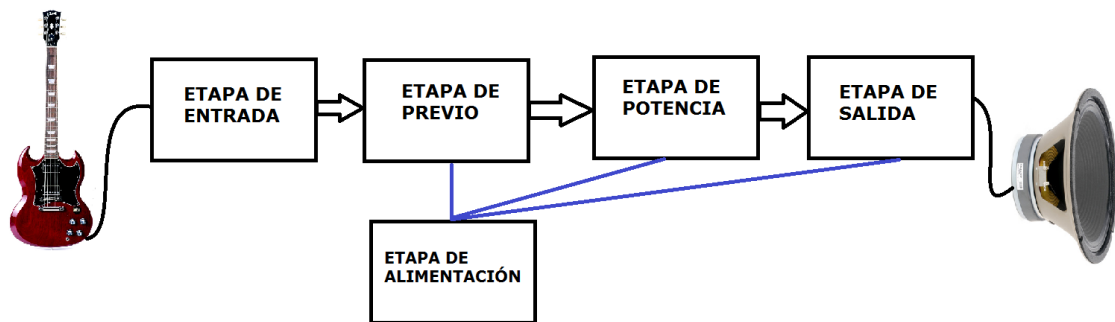 ETAPA DE
ENTRADA
ETAPA DE
PREVIO
ETAPA DE
POTENCIA
ETAPA DE
SALIDA
ETAPA DE
ALIMENTACIÓN